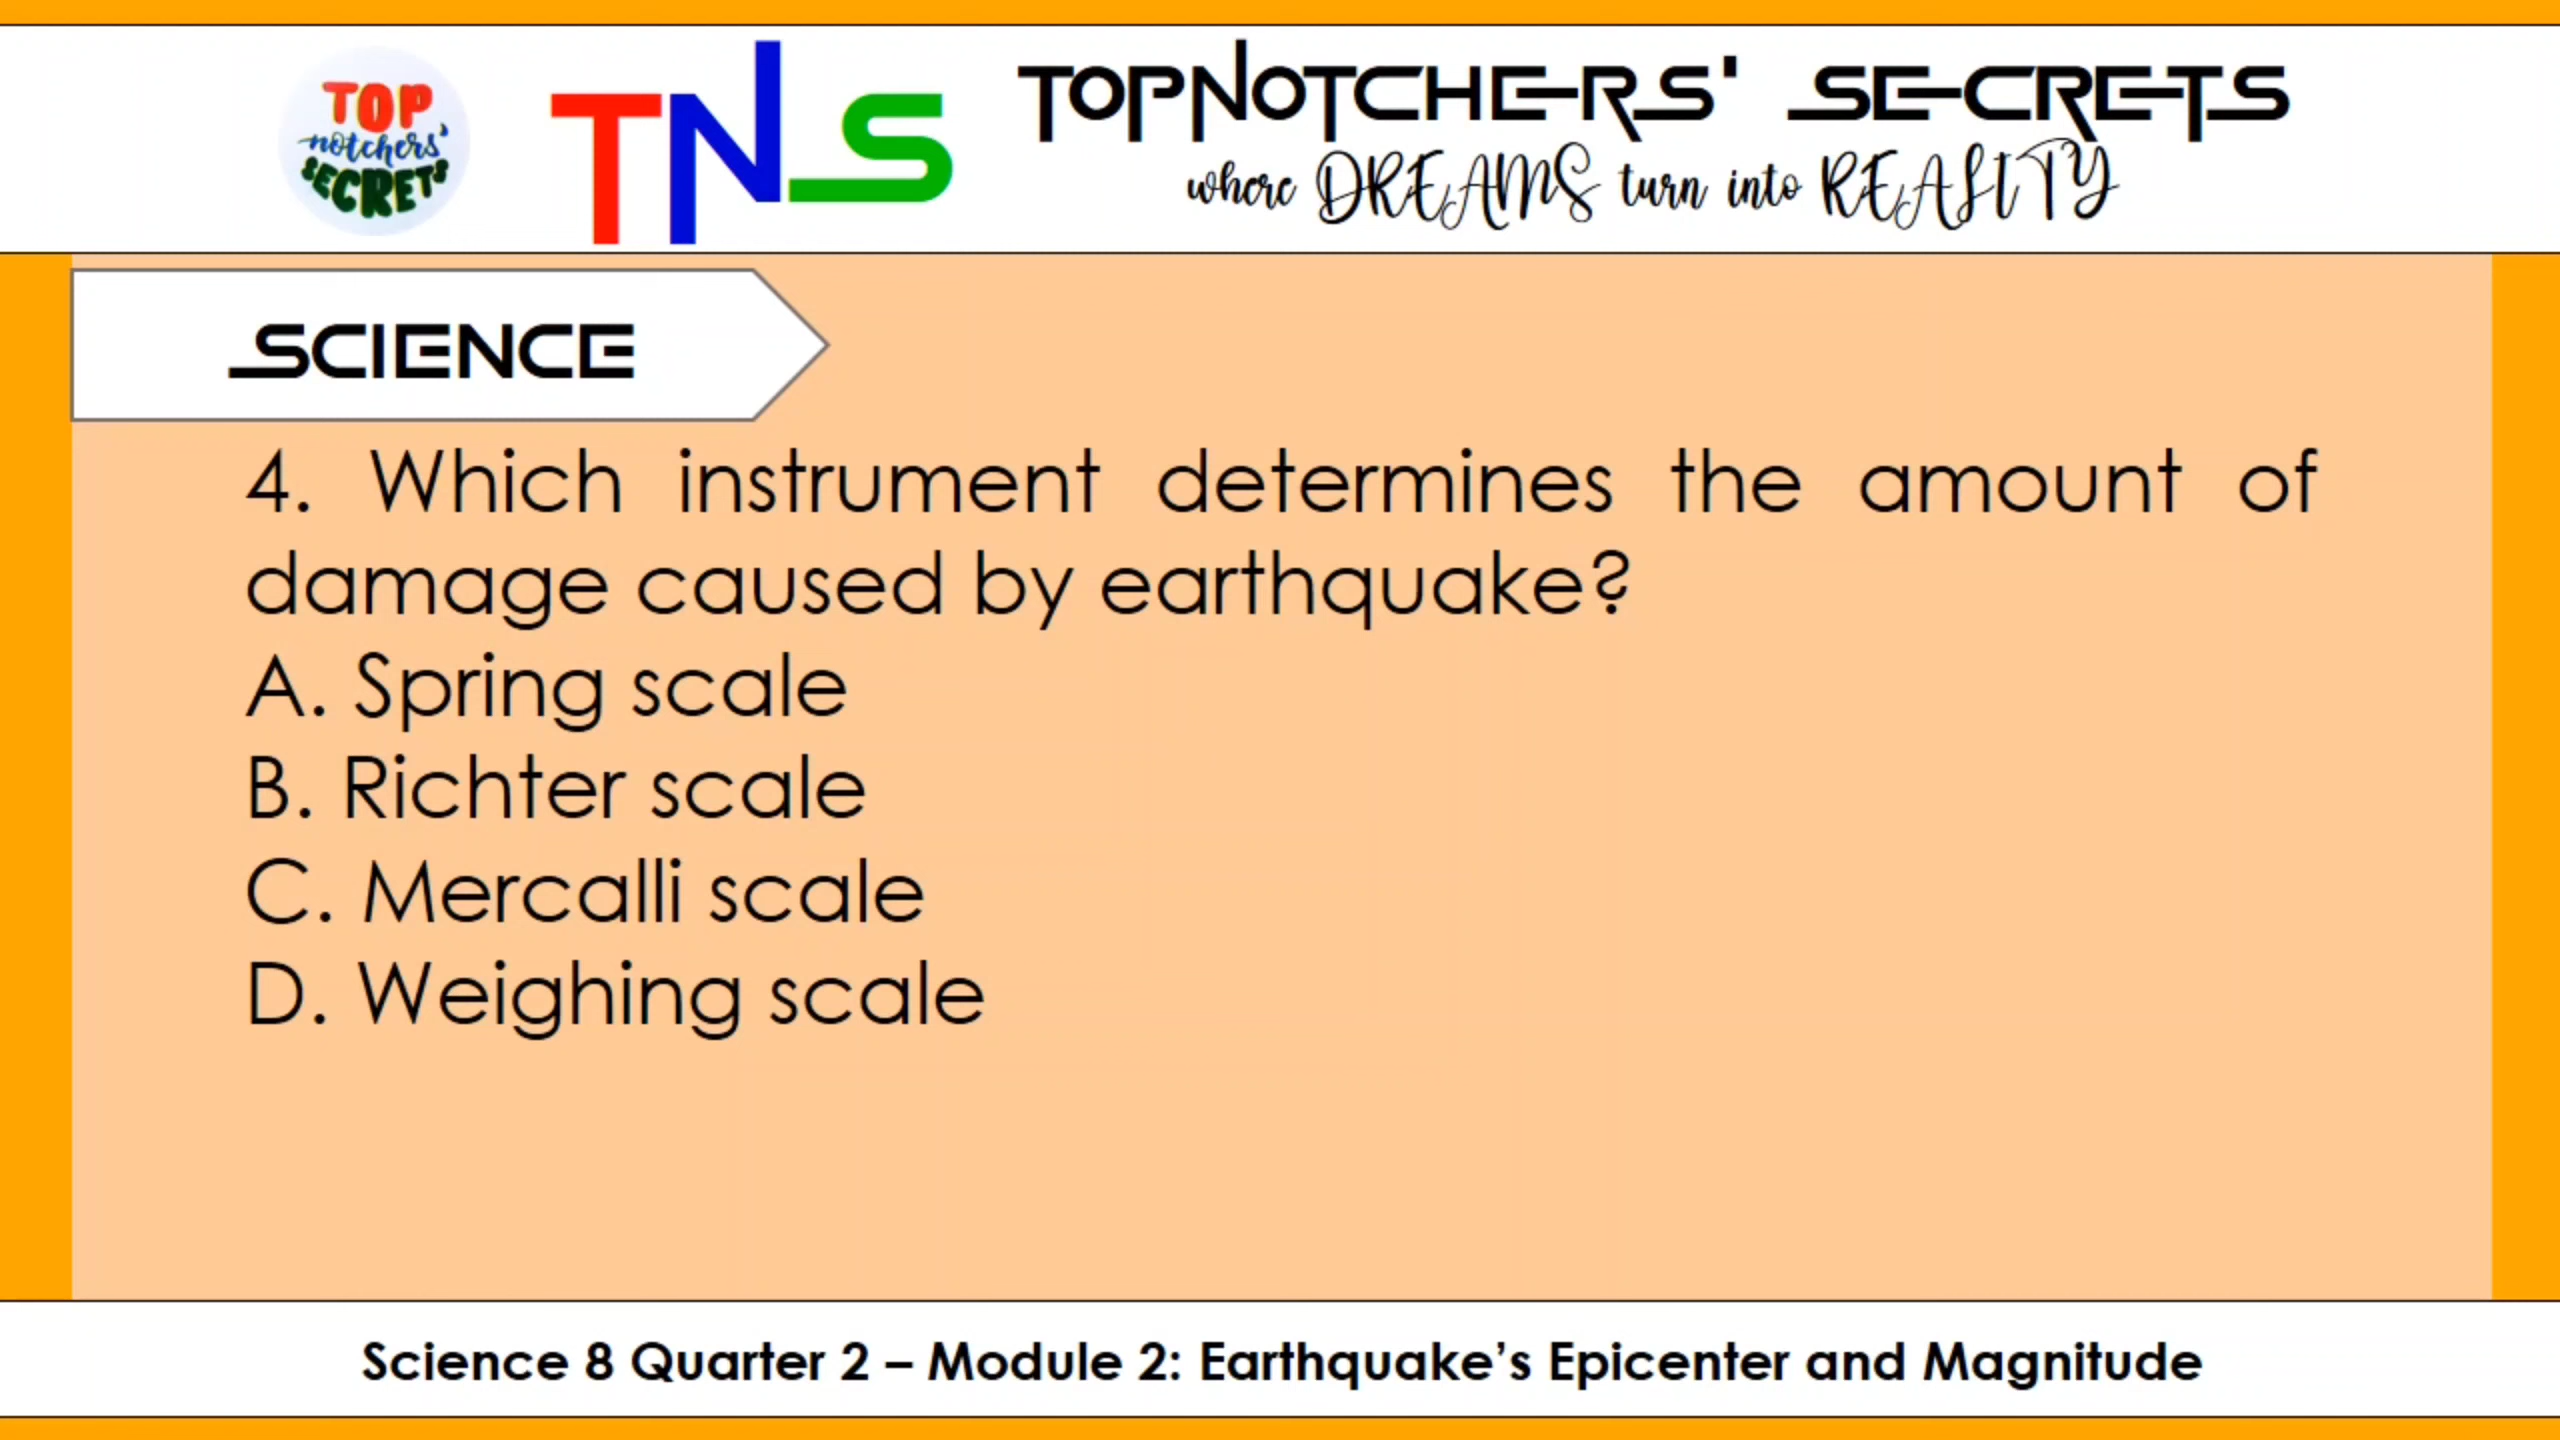 TOP
notchers'
SECRETS
TNS
TOPNOTCHERS' SECRETS
where DREAMS turn into REALITY
SCIENCE
4. Which instrument determines the amount of
damage caused by earthquake?
A. Spring scale
B. Richter scale
C. Mercalli scale
D. Weighing scale
Science 8 Quarter 2 – Module 2: Earthquake’s Epicenter and Magnitude